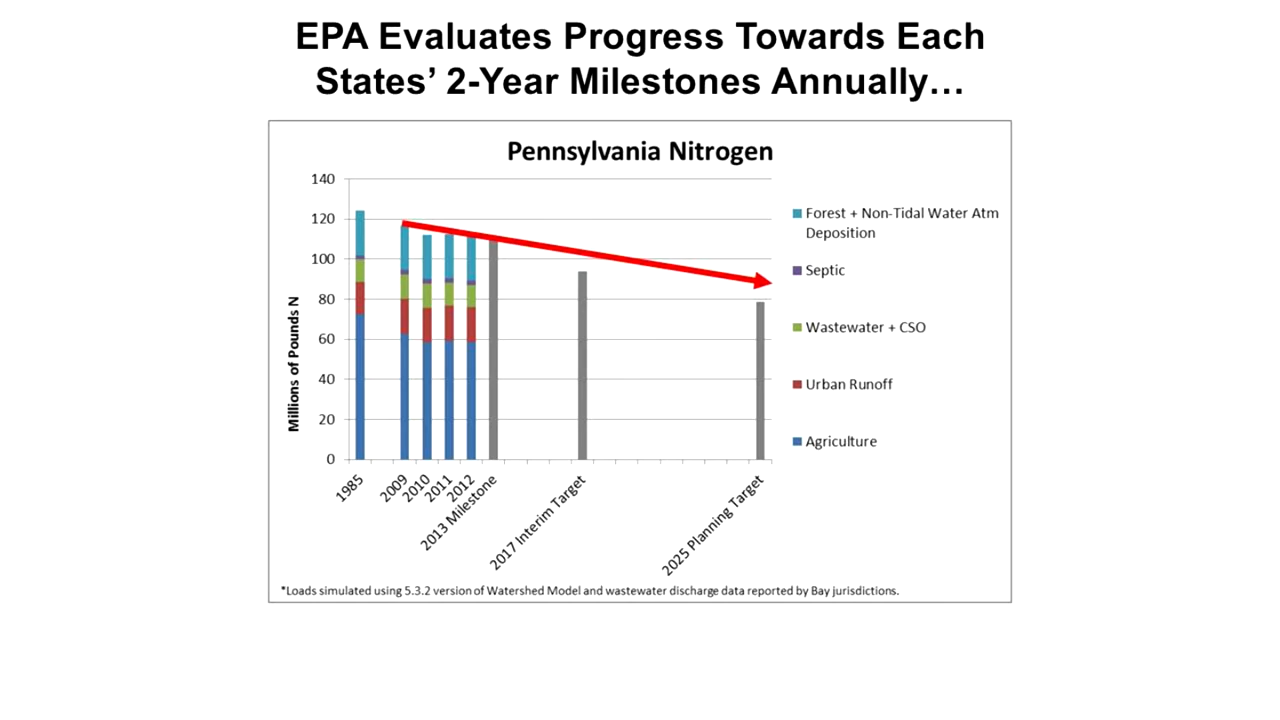 EPA Evaluates Progress Towards Each
States’ 2-Year Milestones Annually…
Pennsylvania Nitrogen
Millions of Pounds N
140
120
100
80
60
40
20
0
1985
2009
2010
2011
2012
2013 Milestone
2017 Interim Target
2025 Planning Target
Forest + Non-Tidal Water Atm
Deposition
Septic
Wastewater + CSO
Urban Runoff
Agriculture
*Loads simulated using 5.3.2 version of Watershed Model and wastewater discharge data reported by Bay jurisdictions.